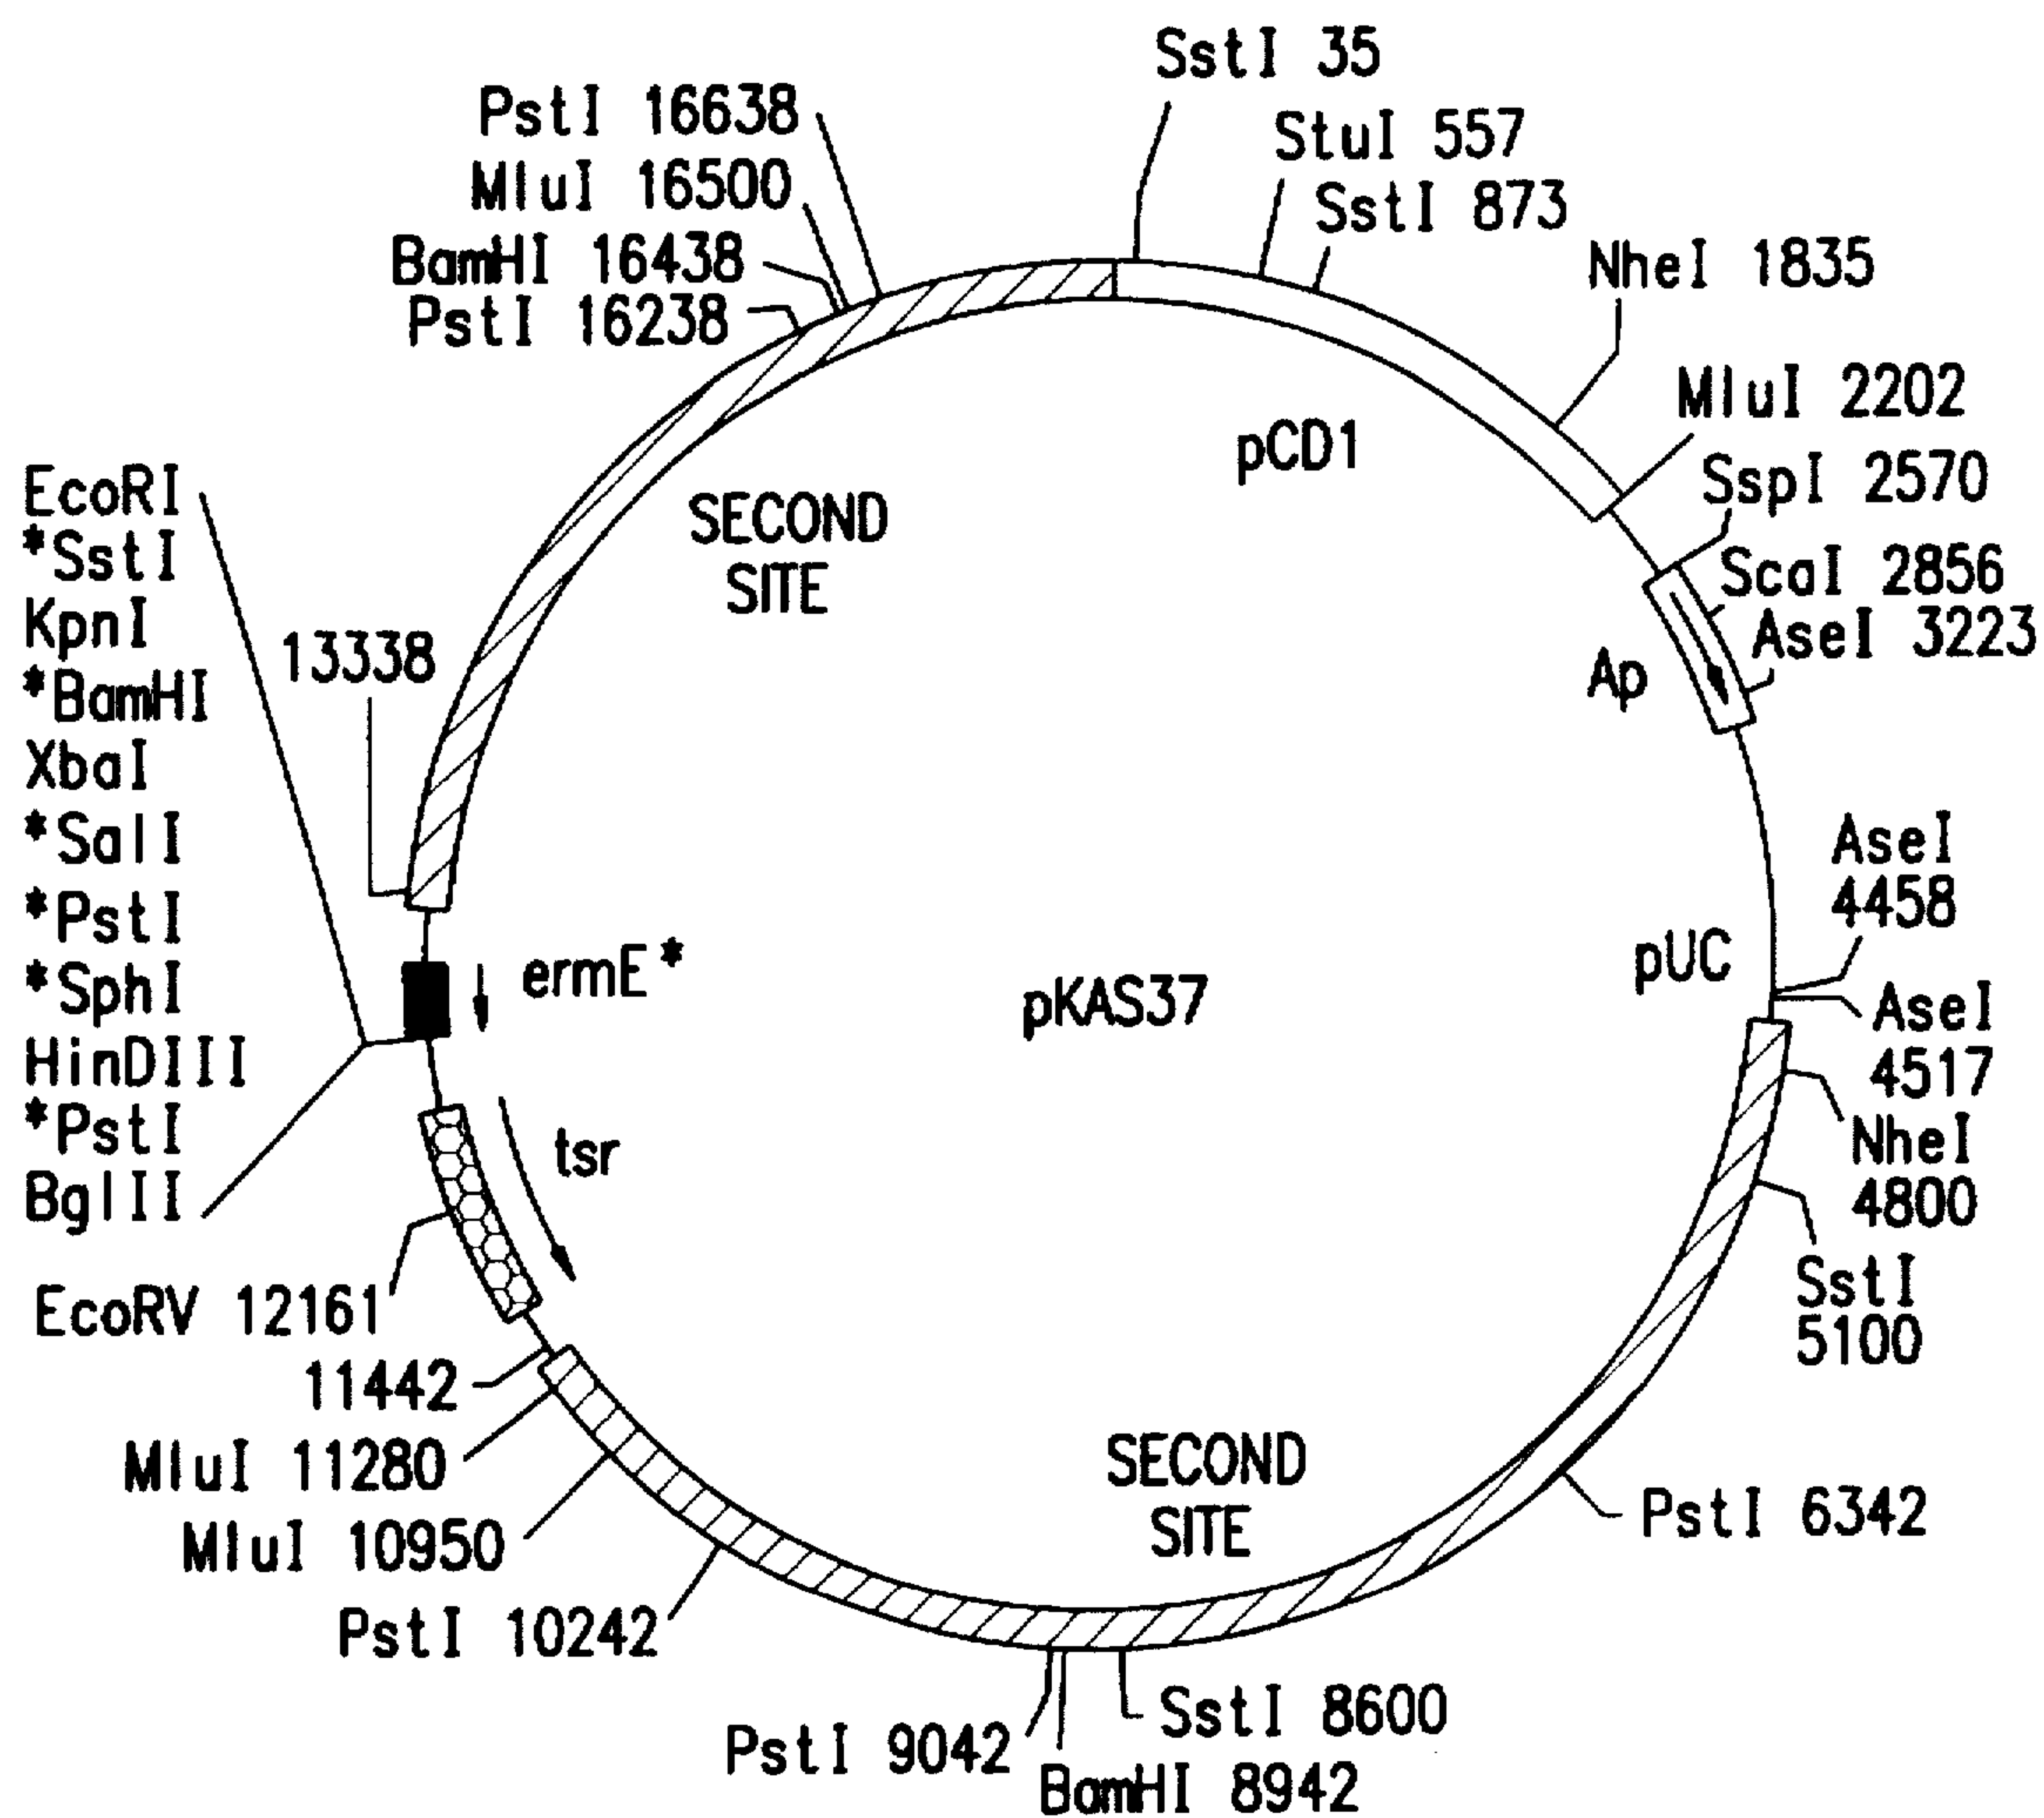 SstI 35
PstI 16638
StuI 557
MluI 16500
SstI 873
BamHI 16438
NheI 1835
PstI 16238
MluI 2202
pCD1
SspI 2570
EcoRI
*SstI
KpnI
*BamHI
XbaI
*SalI
*PstI
*SphI
HinDIII
*PstI
BglII
SECOND
SITE
ScaI 2856
AseI 3223
13338
Ap
AseI
4458
ermE*
pKAS37
pUC
AseI
4517
NheI
4800
tsr
SstI
5100
EcoRV 12161
11442
MluI 11280
SECOND
SITE
MluI 10950
PstI 6342
PstI 10242
SstI 8600
PstI 9042
BamHI 8942